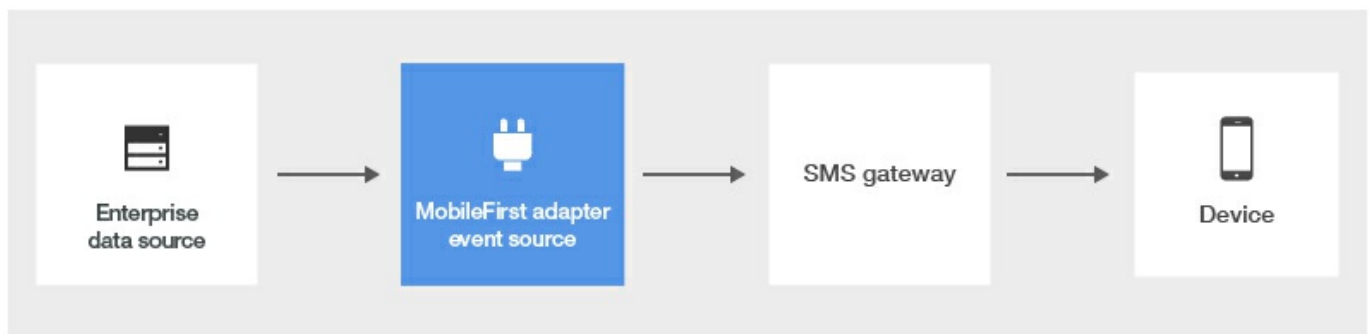 Enterprise
data source
MobileFirst adapter
event source
SMS gateway
Device